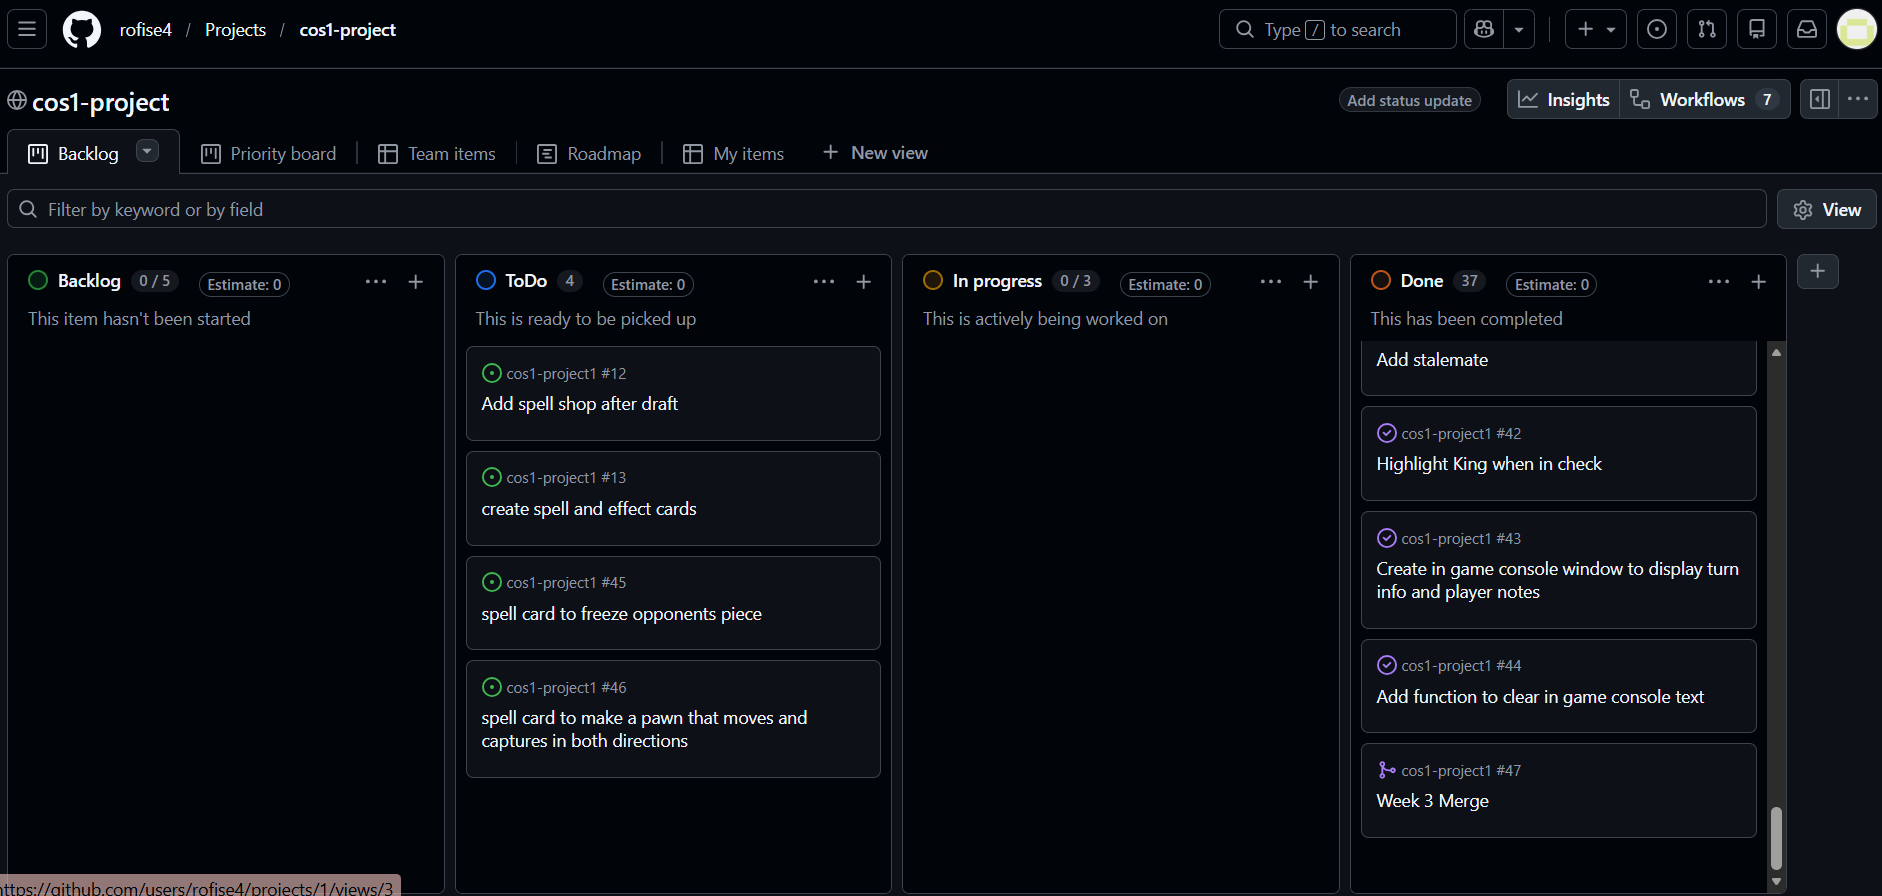 rofise4 / Projects / cos1-project
Type / to search
cos1-project
Add status update
Insights
Workflows 7
Backlog
Priority board
Team items
Roadmap
My items
New view
Filter by keyword or by field
View
Backlog 0 / 5 Estimate: 0
This item hasn't been started
ToDo 4 Estimate: 0
This is ready to be picked up
cos1-project1 #12
Add spell shop after draft
cos1-project1 #13
create spell and effect cards
cos1-project1 #45
spell card to freeze opponents piece
cos1-project1 #46
spell card to make a pawn that moves and
captures in both directions
In progress 0 / 3 Estimate: 0
This is actively being worked on
Done 37 Estimate: 0
This has been completed
Add stalemate
cos1-project1 #42
Highlight King when in check
cos1-project1 #43
Create in game console window to display turn
info and player notes
cos1-project1 #44
Add function to clear in game console text
cos1-project1 #47
Week 3 Merge
https://github.com/users/rofise4/projects/1/views/3